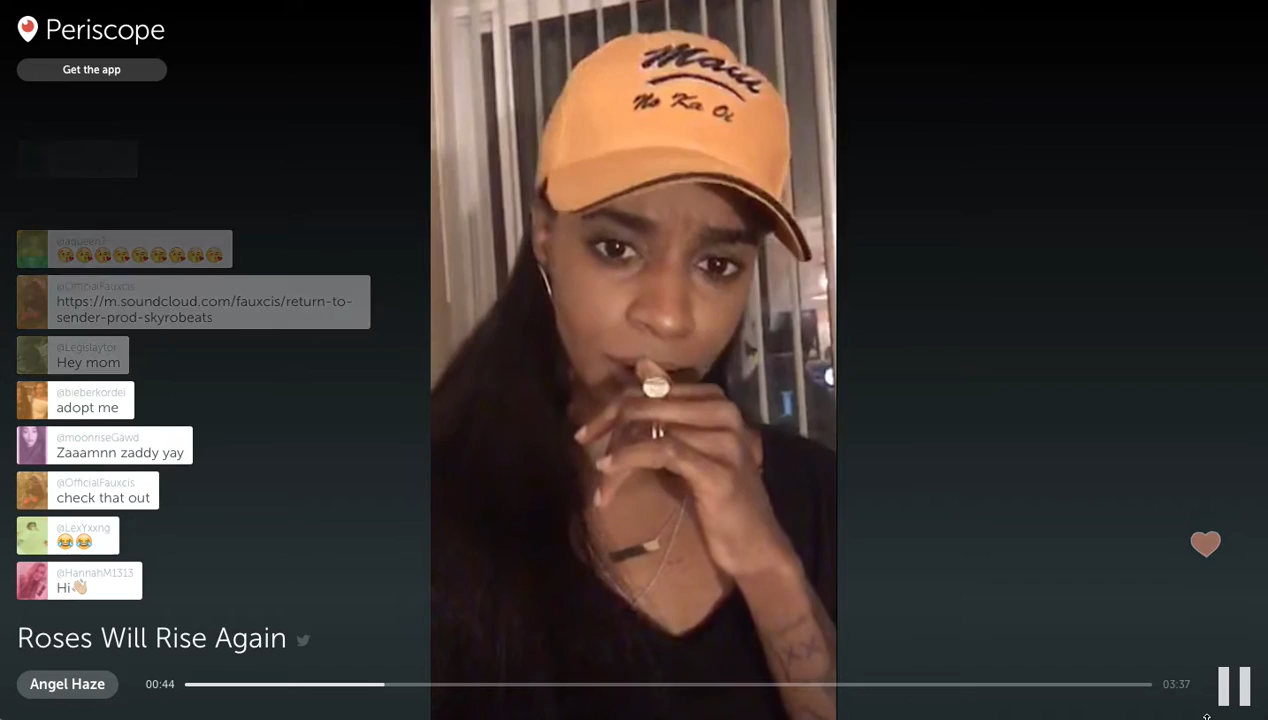 Periscope
Get the app
Maui
No Ka Oi
https://m.soundcloud.com/fauxcis/return-to-
sender-prod-skyrobeats
@Legislaytor
Hey mom
@bieberkordei
adopt me
@moonriseGawd
Zaaamnn zaddy yay
@OfficialFauxcis
check that out
@LexYxxng
😂😂
@HannahM1313
Hi👋🏼
Roses Will Rise Again
Angel Haze
00:44
03:37
XX